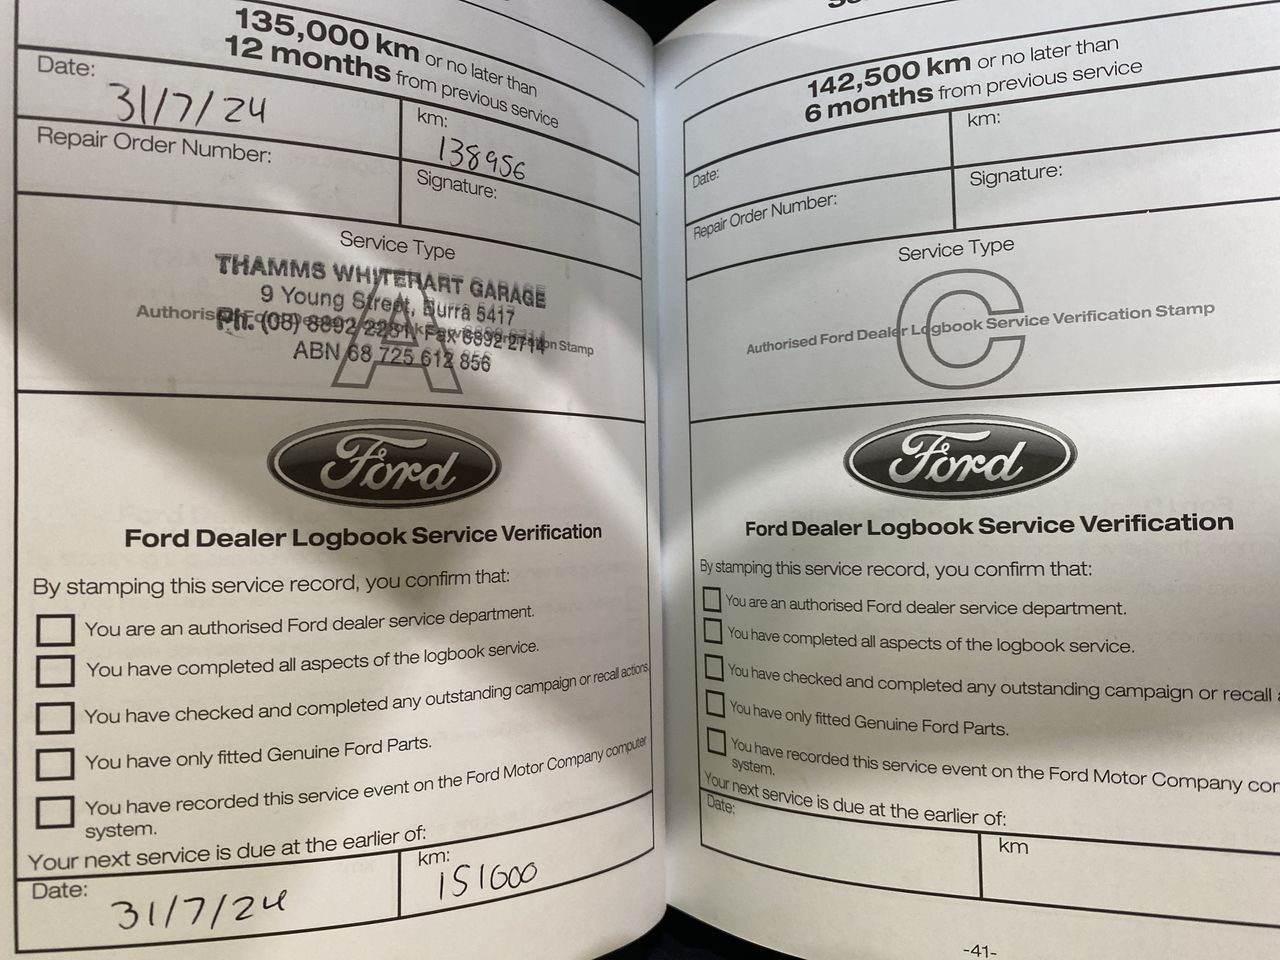 135,000 km or no later than
12 months from previous service
Date:
31/7/24
km:
138956
Repair Order Number:
Signature:
Service Type
A
THAMMS WHITEHART GARAGE
9 Young Street, Burra 5417
Ph. (08) 8892 2291 Fax 8892 2714
ABN 68 725 612 856
Stamp
Ford
Ford Dealer Logbook Service Verification
By stamping this service record, you confirm that:
You are an authorised Ford dealer service department.
You have completed all aspects of the logbook service.
You have checked and completed any outstanding campaign or recall actions.
You have only fitted Genuine Ford Parts.
You have recorded this service event on the Ford Motor Company computer
system.
Your next service is due at the earlier of:
Date:
31/7/24
km:
151600
142,500 km or no later than
6 months from previous service
Date:
km:
Repair Order Number:
Signature:
Service Type
C
Authorised Ford Dealer Logbook Service Verification Stamp
Ford
Ford Dealer Logbook Service Verification
By stamping this service record, you confirm that:
You are an authorised Ford dealer service department.
You have completed all aspects of the logbook service.
You have checked and completed any outstanding campaign or recall
You have only fitted Genuine Ford Parts.
You have recorded this service event on the Ford Motor Company
system.
Your next service is due at the earlier of:
Date:
km
-41-